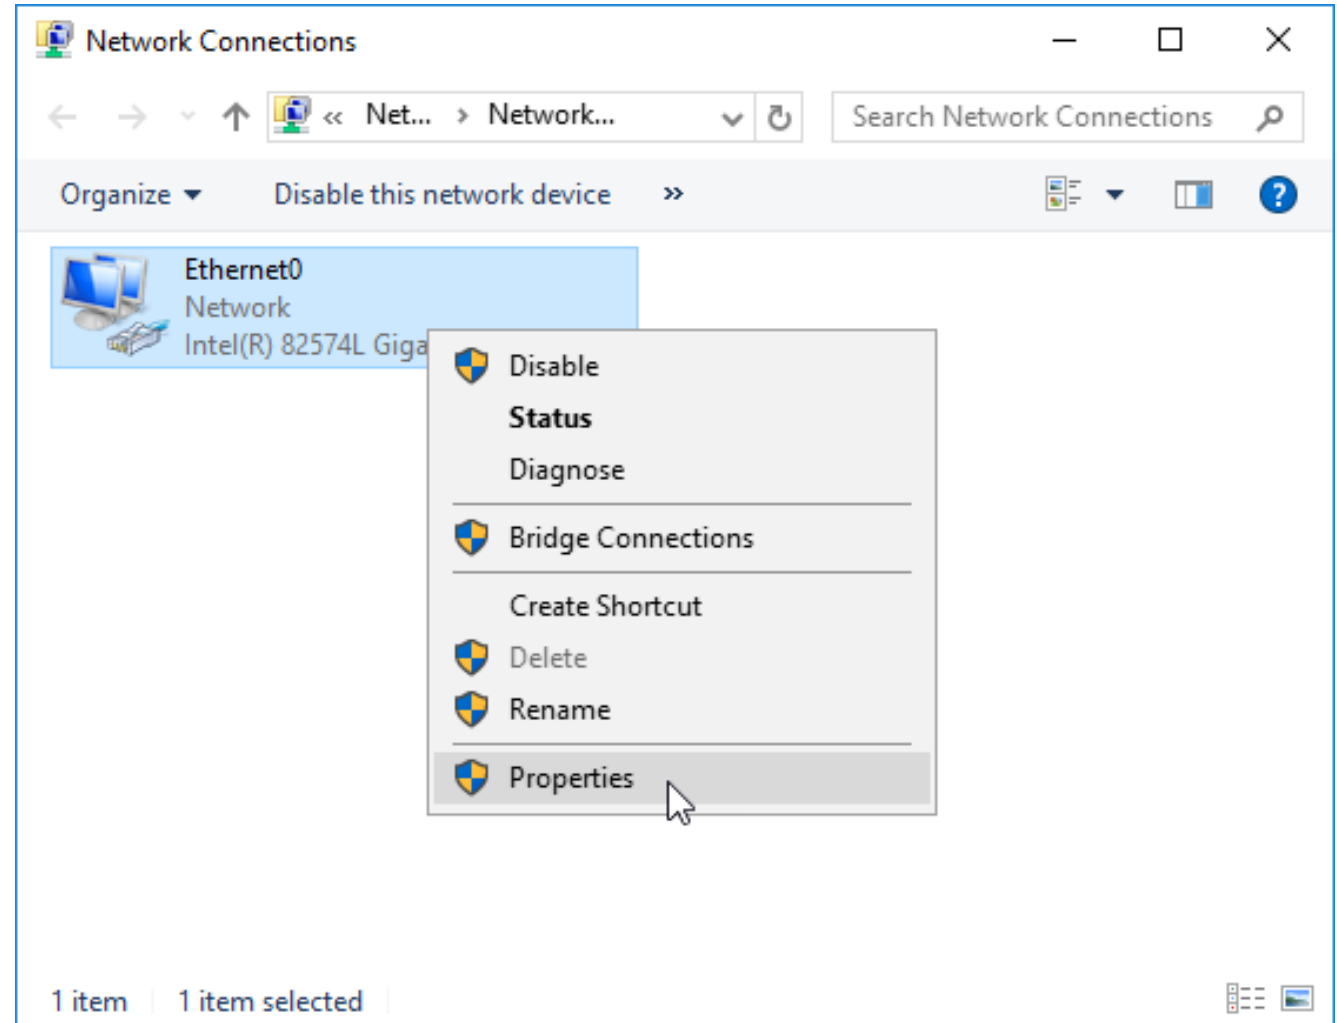 Network Connections
« Net... > Network...
Search Network Connections
Organize
Disable this network device »
?
Ethernet0
Network
Intel(R) 82574L Giga
Disable
Status
Diagnose
Bridge Connections
Create Shortcut
Delete
Rename
Properties
1 item
1 item selected